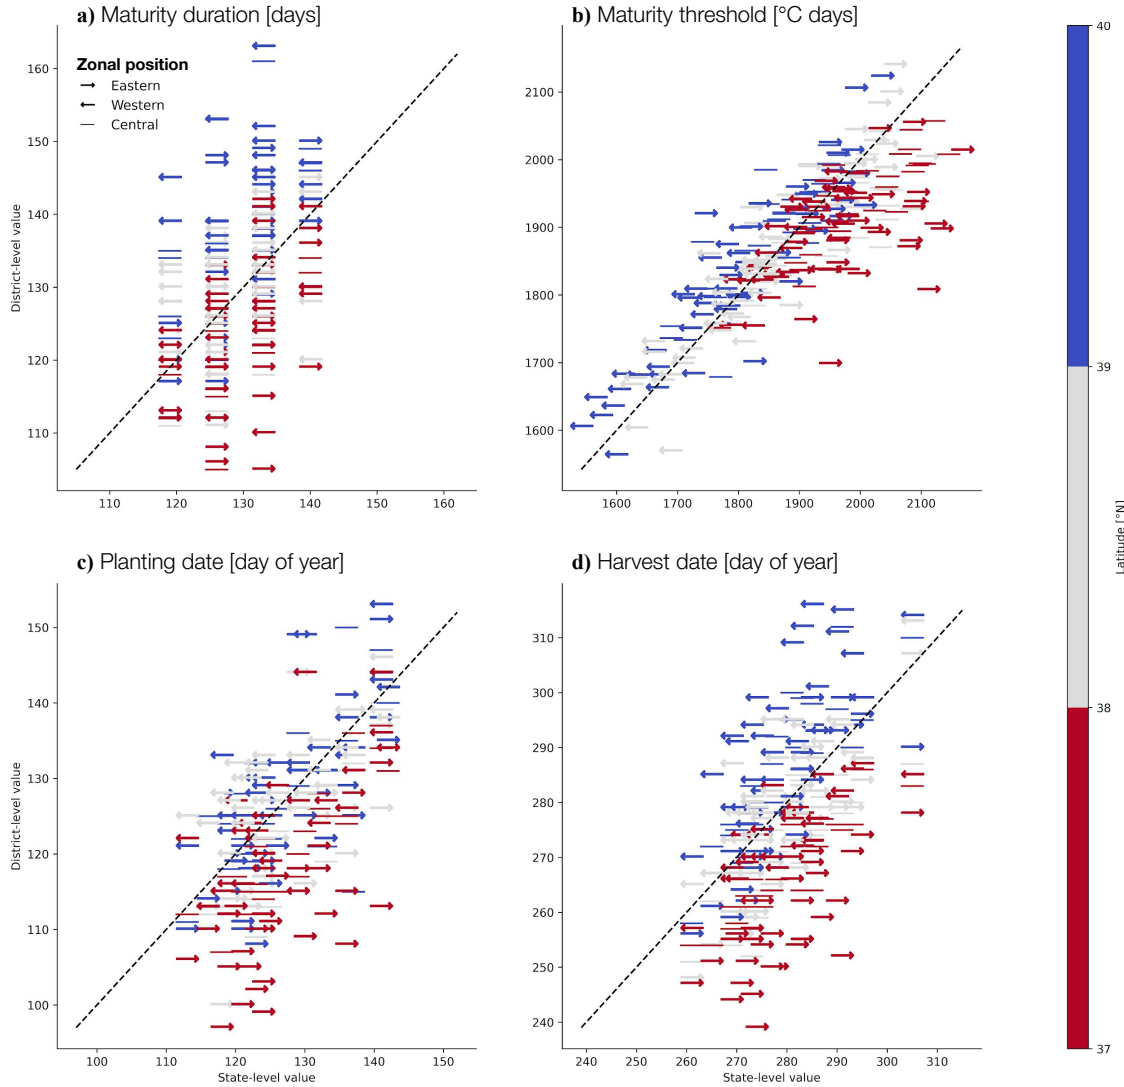 a) Maturity duration [days]
Zonal position
Eastern
Western
Central
District-level value
160
150
140
130
120
110
110 120 130 140 150 160
b) Maturity threshold [°C days]
2100
2000
1900
1800
1700
1600
1600 1700 1800 1900 2000 2100
c) Planting date [day of year]
District-level value
150
140
130
120
110
100
100 110 120 130 140 150
State-level value
d) Harvest date [day of year]
310
300
290
280
270
260
250
240
240 250 260 270 280 290 300 310
State-level value
40
39
38
37
Latitude [°N]